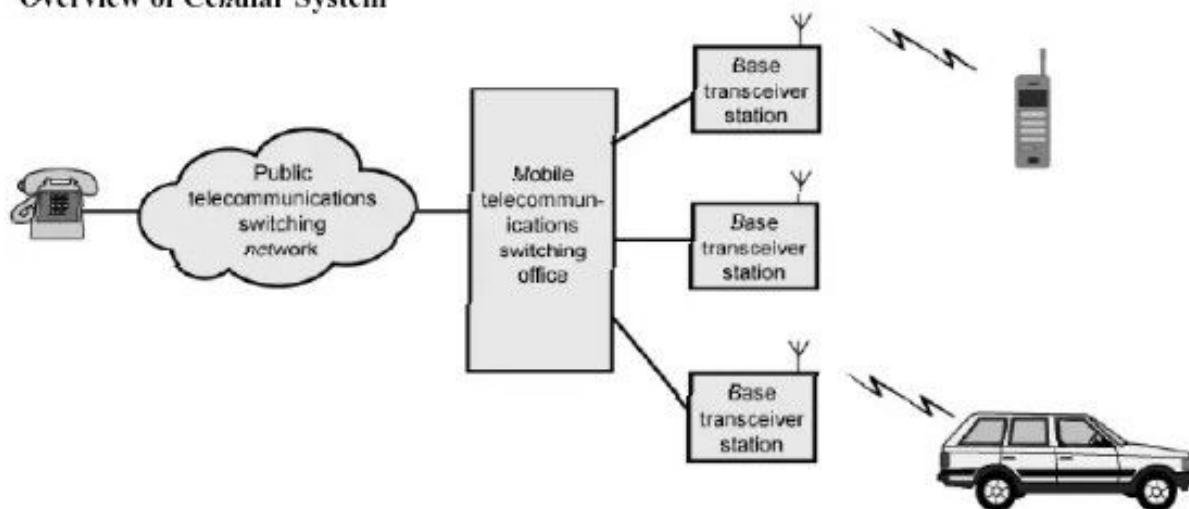 Overview of Cellular System
Base
transceiver
station
Public
telecommunications
switching
network
Mobile
telecommun-
ications
switching
office
Base
transceiver
station
Base
transceiver
station